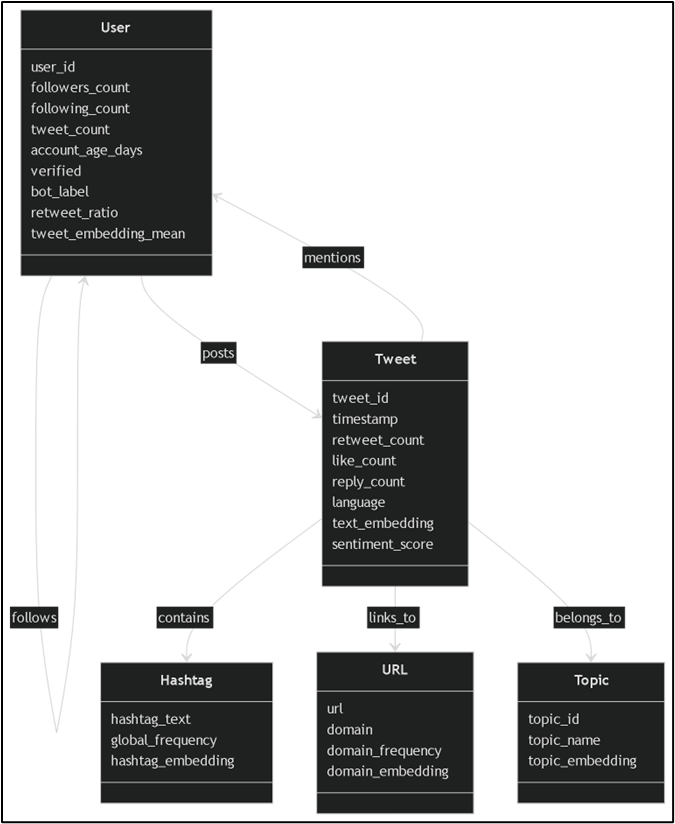 User
user_id
followers_count
following_count
tweet_count
account_age_days
verified
bot_label
retweet_ratio
tweet_embedding_mean
mentions
posts
Tweet
tweet_id
timestamp
retweet_count
like_count
reply_count
language
text_embedding
sentiment_score
follows
contains
links_to
belongs_to
Hashtag
hashtag_text
global_frequency
hashtag_embedding
URL
url
domain
domain_frequency
domain_embedding
Topic
topic_id
topic_name
topic_embedding